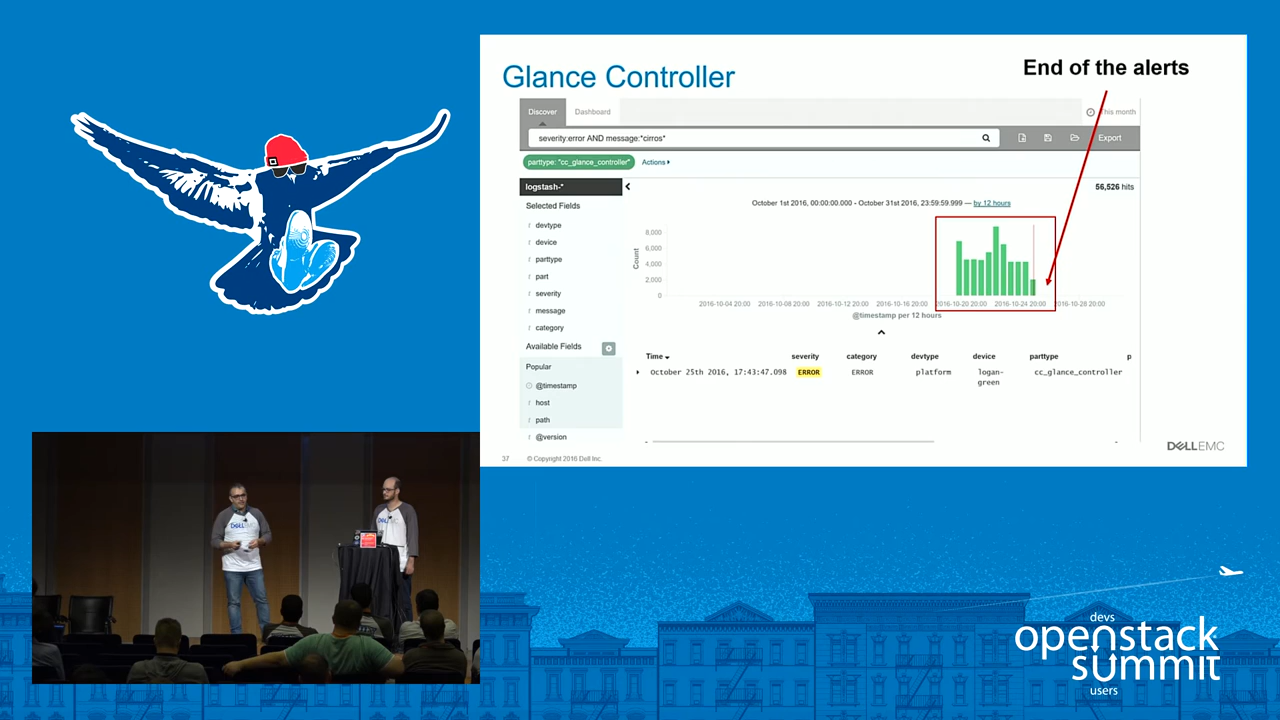 Glance Controller
End of the alerts
Discover
Dashboard
This month
severity:error AND message:*cirros*
Export
parttype: "cc_glance_controller"
Actions
logstash-*
56,526 hits
Selected Fields
October 1st 2016, 00:00:00.000 - October 31st 2016, 23:59:59.999 — by 12 hours
t devtype
t device
t parttype
t part
t severity
t message
t category
Available Fields
Popular
@timestamp
t host
t path
t @version
Count
8,000
6,000
4,000
2,000
0
2016-10-04 20:00
2016-10-08 20:00
2016-10-12 20:00
2016-10-16 20:00
2016-10-20 20:00
2016-10-24 20:00
2016-10-28 20:00
@timestamp per 12 hours
Time severity category devtype device parttype p
October 25th 2016, 17:43:47.098 ERROR ERROR platform logan-green cc_glance_controller
37 © Copyright 2016 Dell Inc.
DELLEMC
DELLEMC
devs
openstack
summit
users